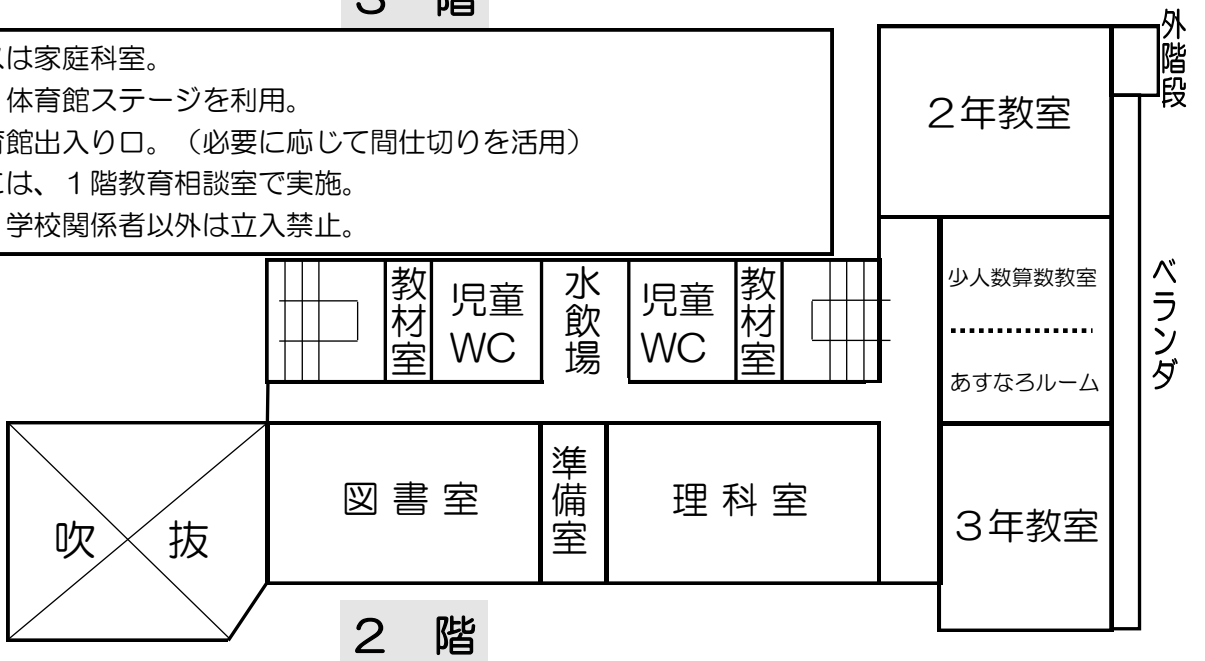 ３ 階
は家庭科室。
体育館ステージを利用。
館出入り口。（必要に応じて間仕切りを活用）
は、１階教育相談室で実施。
学校関係者以外は立入禁止。
外階段
２年教室
教材室
児童
WC
水飲場
児童
WC
教材室
少人数算数教室
あすなろルーム
ベランダ
吹 抜
図 書 室
準備室
理 科 室
３年教室
２ 階